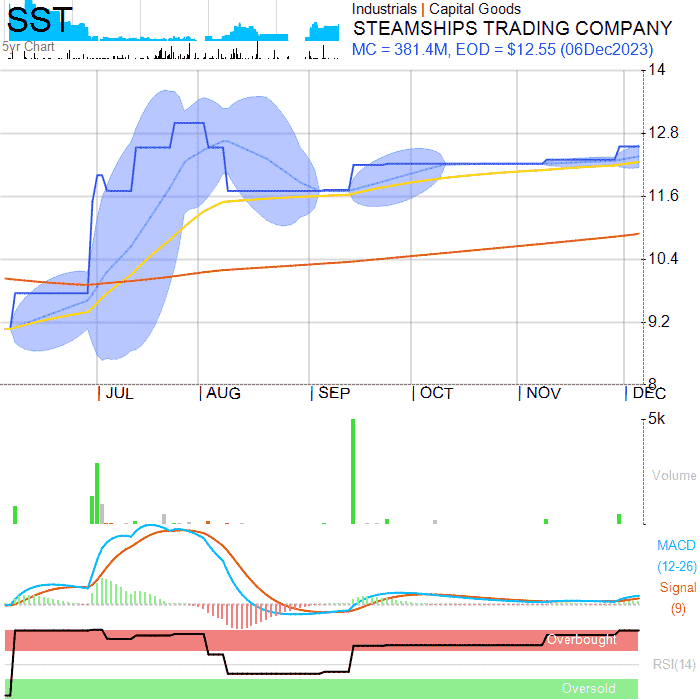 SST
Industrials | Capital Goods
STEAMSHIPS TRADING COMPANY
MC = 381.4M, EOD = $12.55 (06Dec2023)
5yr Chart
14
12.8
11.6
10.4
9.2
8
JUL AUG SEP OCT NOV DEC
5k
Volume
MACD
(12-26)
Signal
(9)
Overbought
RSI(14)
Oversold